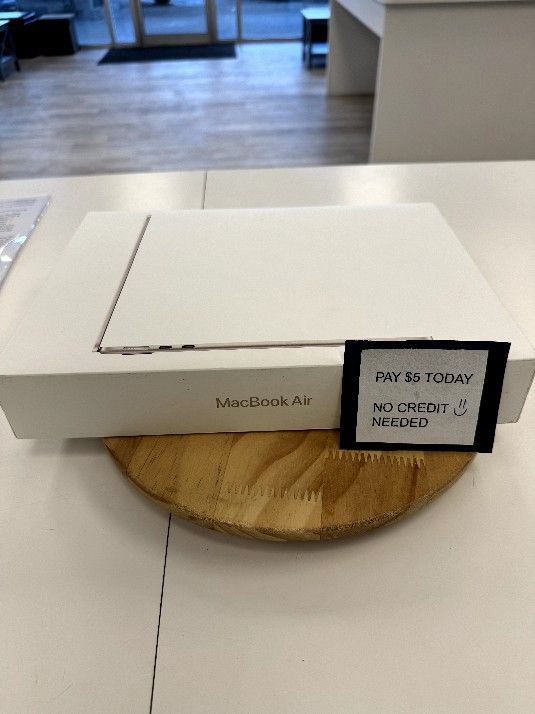 MacBook Air
PAY $5 TODAY
NO CREDIT
NEEDED